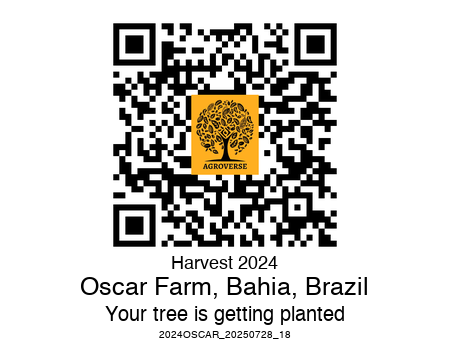 AGROVERSE
Harvest 2024
Oscar Farm, Bahia, Brazil
Your tree is getting planted
2024OSCAR_20250728_18